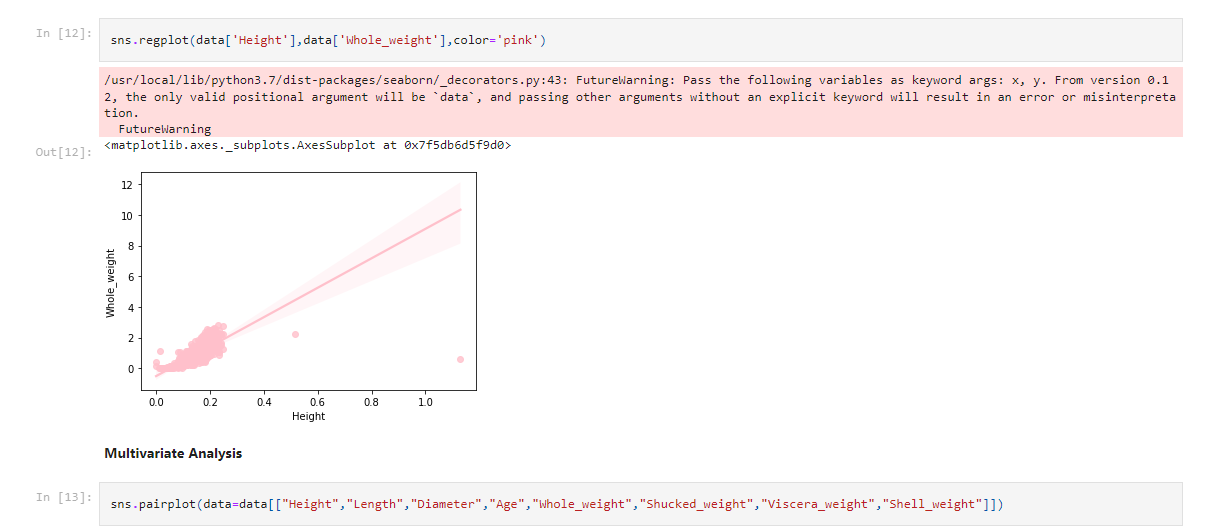 In [12]:
sns.regplot(data['Height'],data['Whole_weight'],color='pink')
/usr/local/lib/python3.7/dist-packages/seaborn/_decorators.py:43: FutureWarning: Pass the following variables as keyword args: x, y. From version 0.1
2, the only valid positional argument will be `data`, and passing other arguments without an explicit keyword will result in an error or misinterpreta
tion.
FutureWarning
Out[12]:
<matplotlib.axes._subplots.AxesSubplot at 0x7f5db6d5f9d0>
12
10
8
6
4
2
0
Whole_weight
0.0 0.2 0.4 0.6 0.8 1.0
Height
Multivariate Analysis
In [13]:
sns.pairplot(data=data[["Height","Length","Diameter","Age","Whole_weight","Shucked_weight","Viscera_weight","Shell_weight"]])